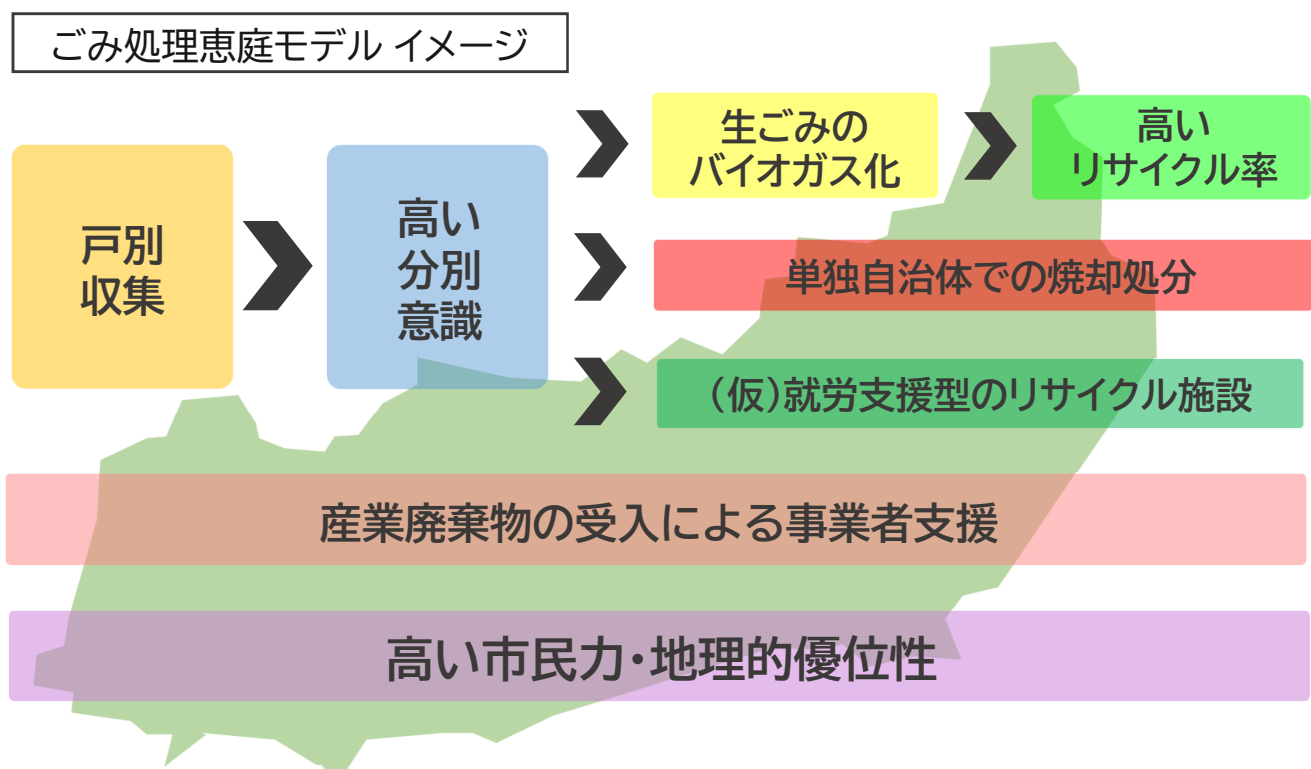 ごみ処理恵庭モデル イメージ
戸別
収集
高い
分別
意識
生ごみの
バイオガス化
高い
リサイクル率
単独自治体での焼却処分
（仮）就労支援型のリサイクル施設
産業廃棄物の受入による事業者支援
高い市民力・地理的優位性